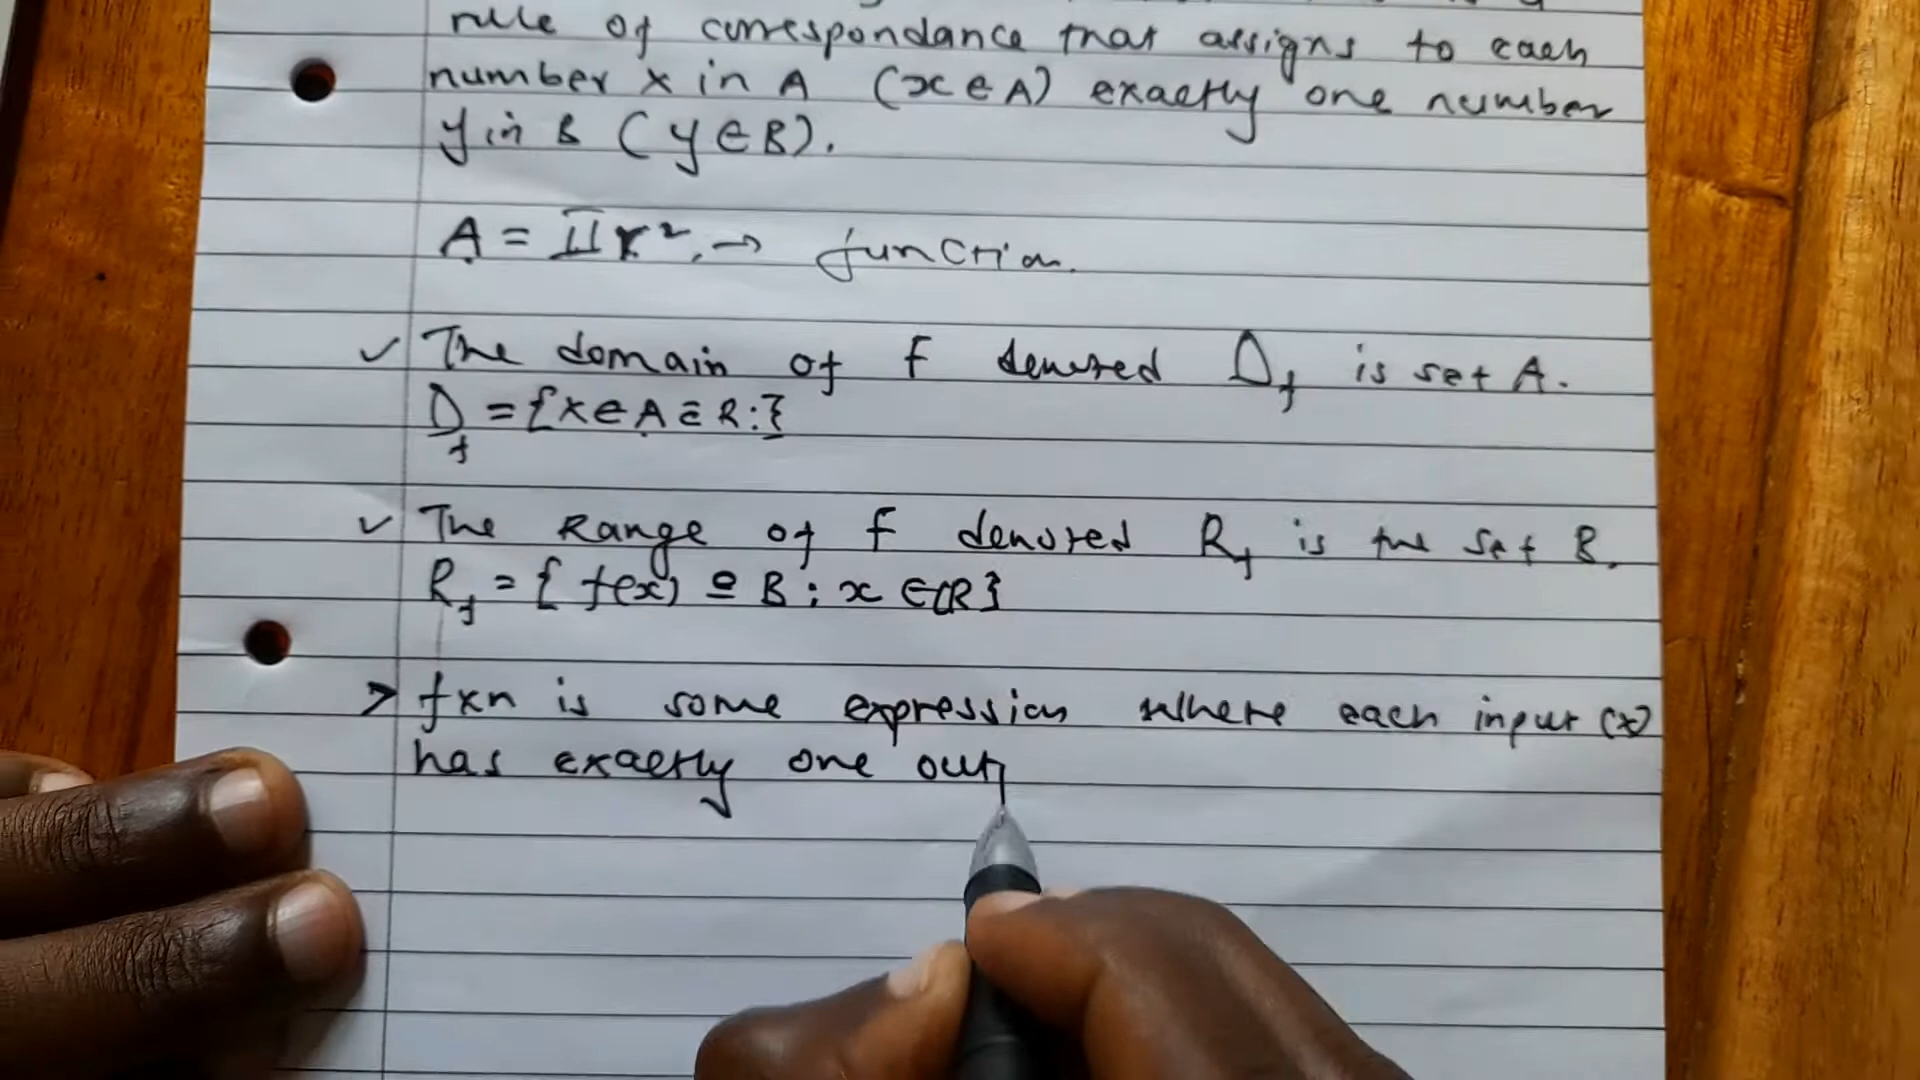 rule of correspondance that assigns to each
number x in A (x ∈ A) exactly one number
y in B (y ∈ B).
A = πr², → function.
✓ The domain of f denoted D_f is set A.
D_f = {x ∈ A ⊆ R:}
✓ The Range of f denoted R_f is the set B.
R_f = { f(x) ⊆ B : x ∈ ℝ}
> fxn is some expression where each input (x)
has exactly one outp